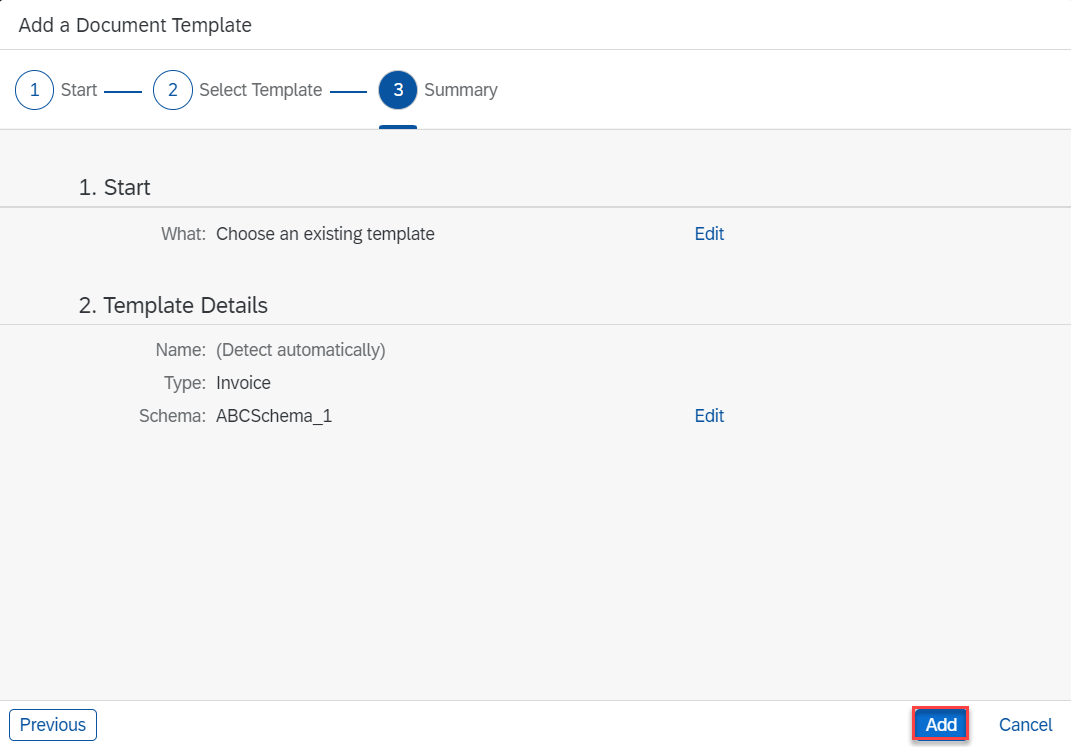 Add a Document Template
1 Start 2 Select Template 3 Summary
1. Start
What: Choose an existing template Edit
2. Template Details
Name: (Detect automatically)
Type: Invoice
Schema: ABCSchema_1 Edit
Previous Add Cancel